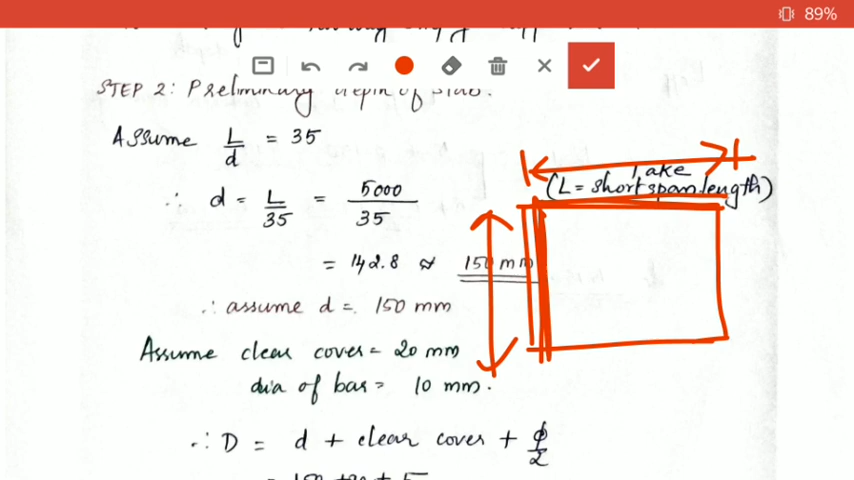 89%
STEP 2: Preliminary depth of slab.
Assume L/d = 35
∴ d = L/35 = 5000/35
Take
(L = short span length)
= 142.8 ≈ 150 mm
∴ assume d = 150 mm
Assume clear cover = 20 mm
dia of bar = 10 mm.
∴ D = d + clear cover + ϕ/2